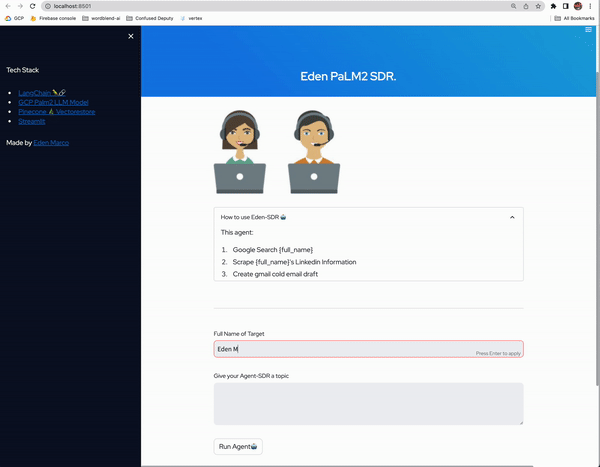 localhost:8501
GCP
Firebase console
wordblend-ai
Confused Deputy
vertex
All Bookmarks
Tech Stack
LangChain 🦜🔗
GCP Palm2 LLM Model
Pinecone 🌲 Vectorestore
Streamlit
Made by Eden Marco
Eden PaLM2 SDR.
How to use Eden-SDR 🤖
This agent:
1. Google Search {full_name}
2. Scrape {full_name}'s Linkedin Information
3. Create gmail cold email draft
Full Name of Target
Eden M
Press Enter to apply
Give your Agent-SDR a topic
Run Agent🤖